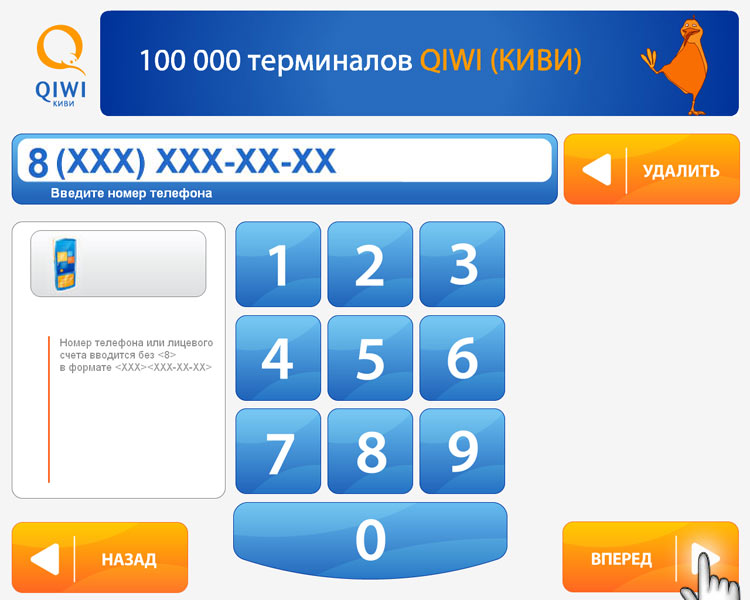 QIWI
КИВИ
100 000 терминалов QIWI (КИВИ)
8 (XXX) XXX-XX-XX
Введите номер телефона
УДАЛИТЬ
Номер телефона или лицевого
счета вводится без <8>
в формате <XXX><XXX-XX-XX>
1 2 3
4 5 6
7 8 9
0
НАЗАД
ВПЕРЕД